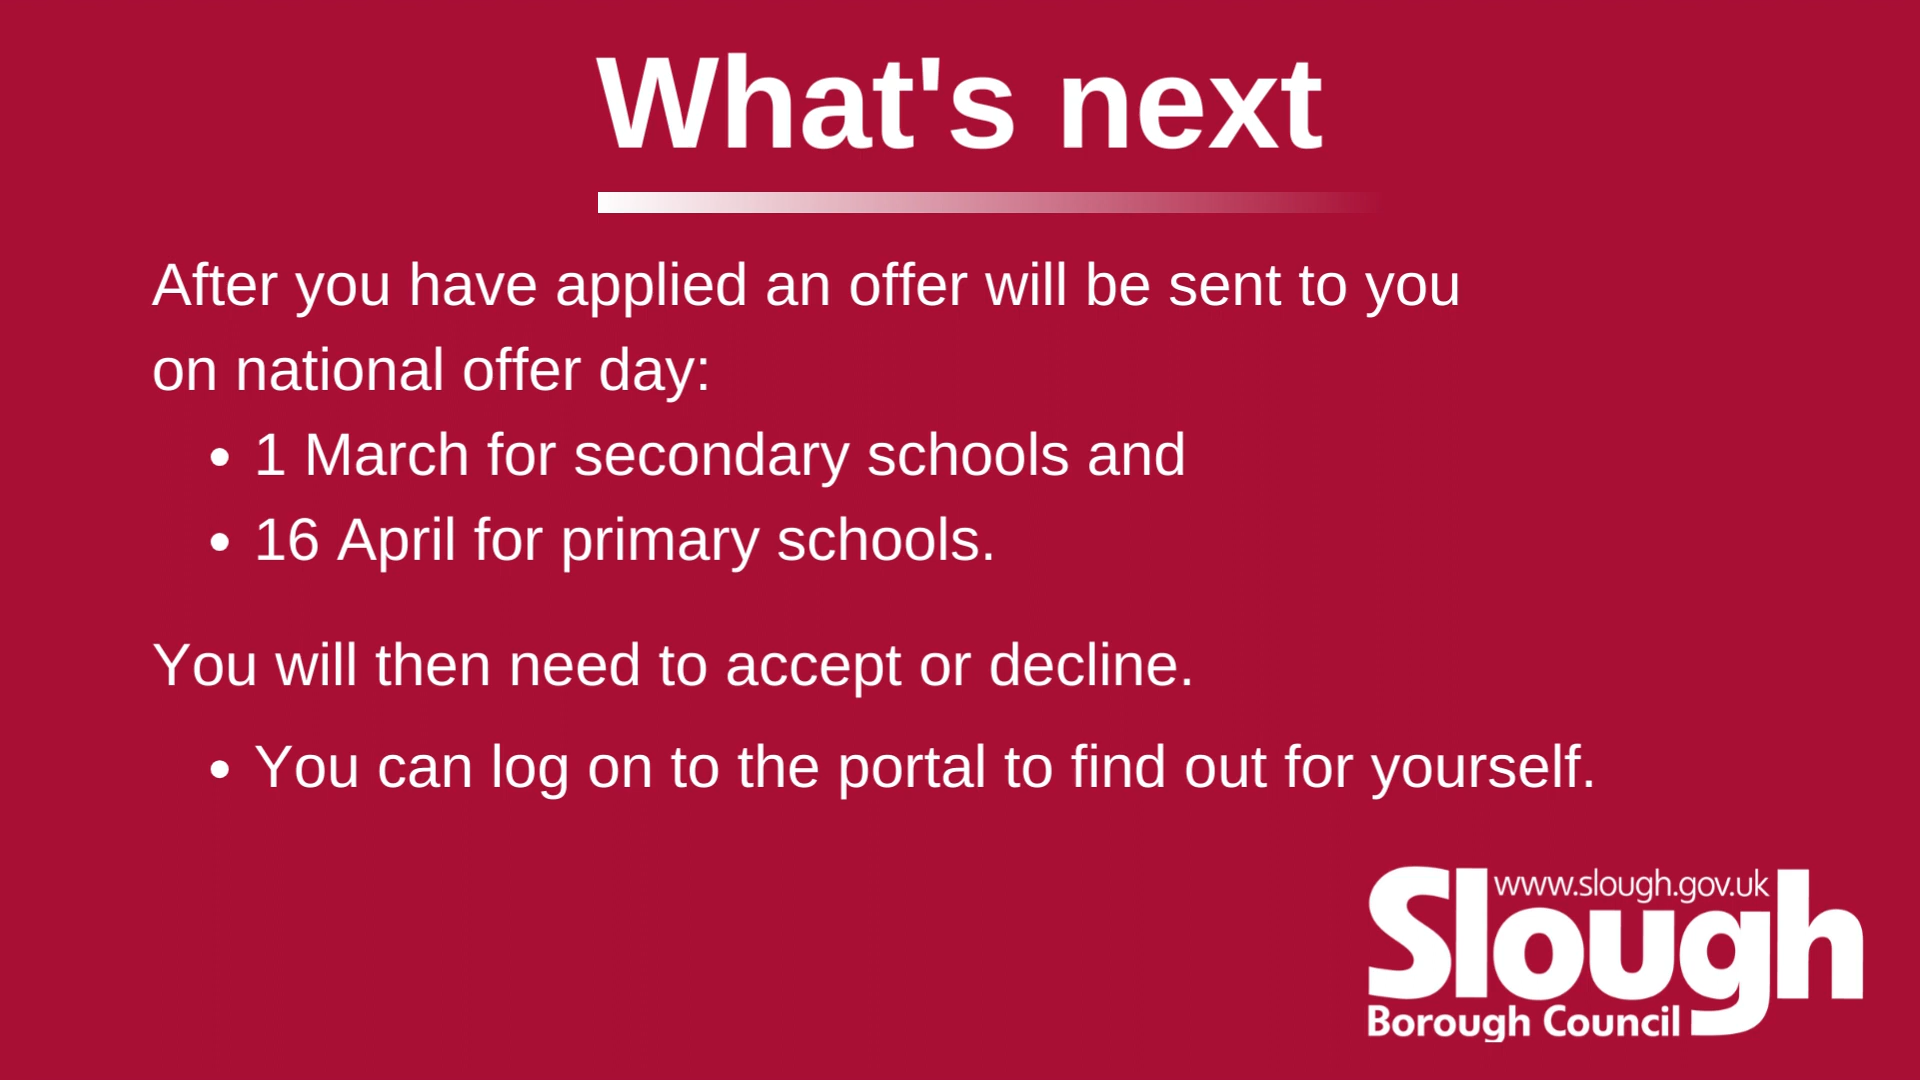 What's next
After you have applied an offer will be sent to you
on national offer day:
• 1 March for secondary schools and
• 16 April for primary schools.
You will then need to accept or decline.
• You can log on to the portal to find out for yourself.
www.slough.gov.uk
Slough
Borough Council